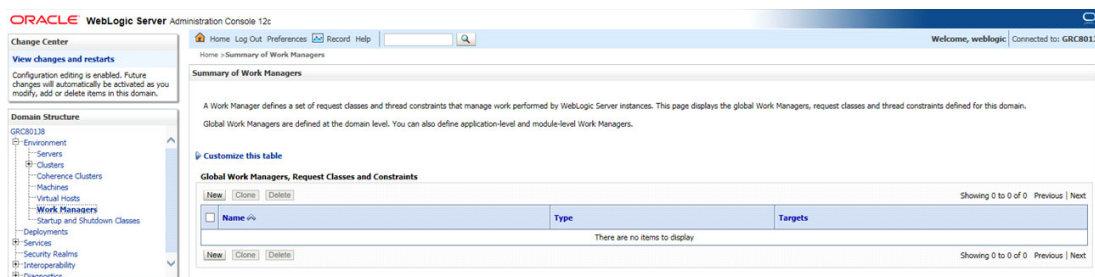 ORACLE WebLogic Server Administration Console 12c
Change Center
View changes and restarts
Configuration editing is enabled. Future
changes will automatically be activated as you
modify, add or delete items in this domain.
Domain Structure
GRC801J8
Environment
Servers
Clusters
Coherence Clusters
Machines
Virtual Hosts
Work Managers
Startup and Shutdown Classes
Deployments
Services
Security Realms
Interoperability
Diagnostics
Home Log Out Preferences Record Help
Welcome, weblogic Connected to: GRC801J
Home >Summary of Work Managers
Summary of Work Managers
A Work Manager defines a set of request classes and thread constraints that manage work performed by WebLogic Server instances. This page displays the global Work Managers, request classes and thread constraints defined for this domain.
Global Work Managers are defined at the domain level. You can also define application-level and module-level Work Managers.
Customize this table
Global Work Managers, Request Classes and Constraints
New Clone Delete Showing 0 to 0 of 0 Previous | Next
Name Type Targets
There are no items to display
New Clone Delete Showing 0 to 0 of 0 Previous | Next